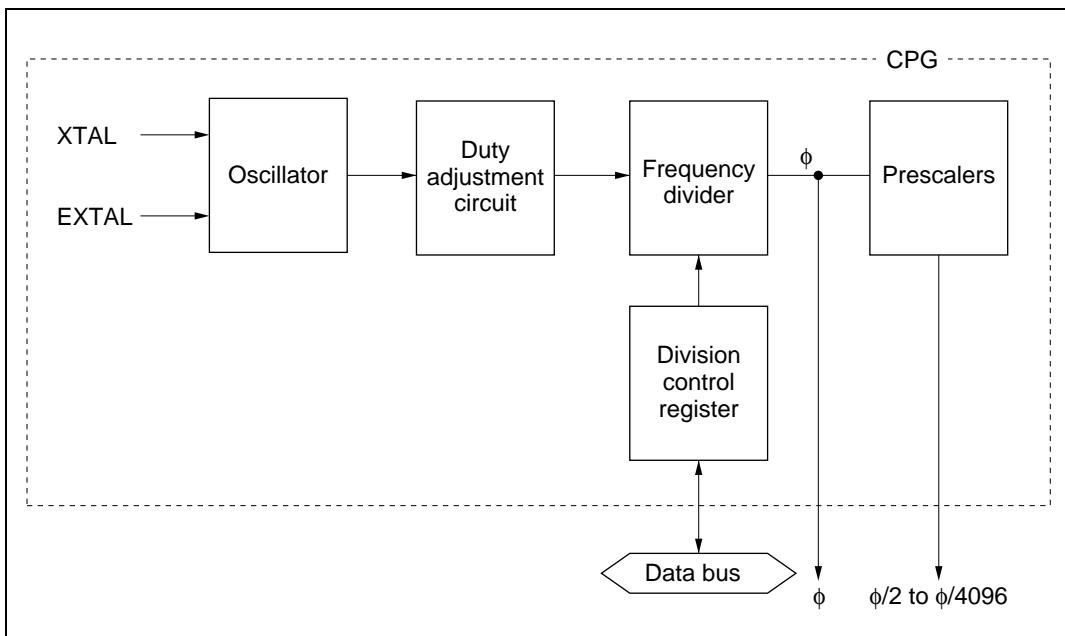 CPG
XTAL
EXTAL
Oscillator
Duty
adjustment
circuit
Frequency
divider
ϕ
Prescalers
Division
control
register
Data bus
ϕ
ϕ/2 to ϕ/4096